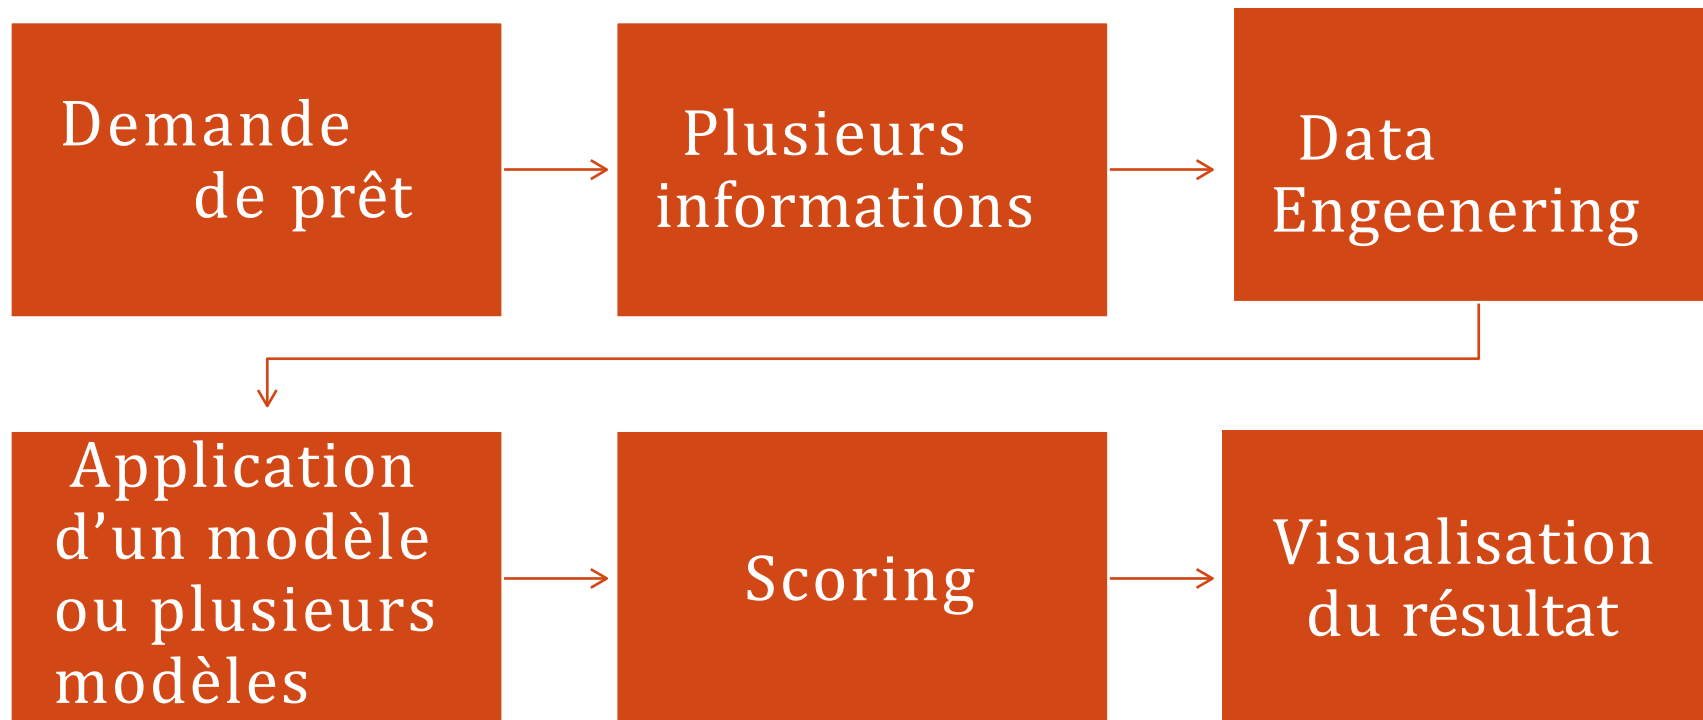 Demande
de prêt
Plusieurs
informations
Data
Engeenering
Application
d’un modèle
ou plusieurs
modèles
Scoring
Visualisation
du résultat